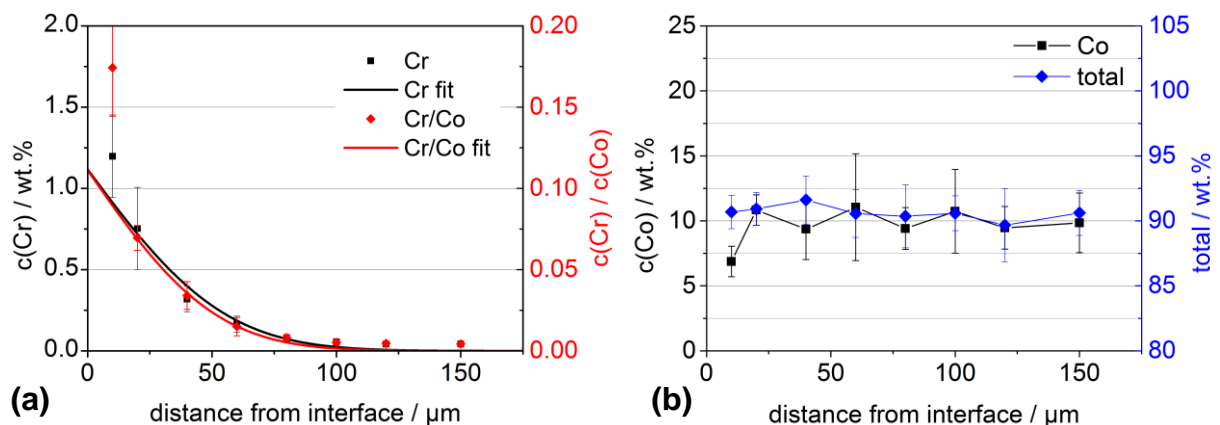 2.0
1.5
1.0
0.5
0.0
c(Cr) / wt.%
0
50
100
150
distance from interface / µm
0.20
0.15
0.10
0.05
0.00
c(Cr) / c(Co)
Cr
Cr fit
Cr/Co
Cr/Co fit
(a)
25
20
15
10
5
0
c(Co) / wt.%
0
50
100
150
distance from interface / µm
105
100
95
90
85
80
total / wt.%
Co
total
(b)